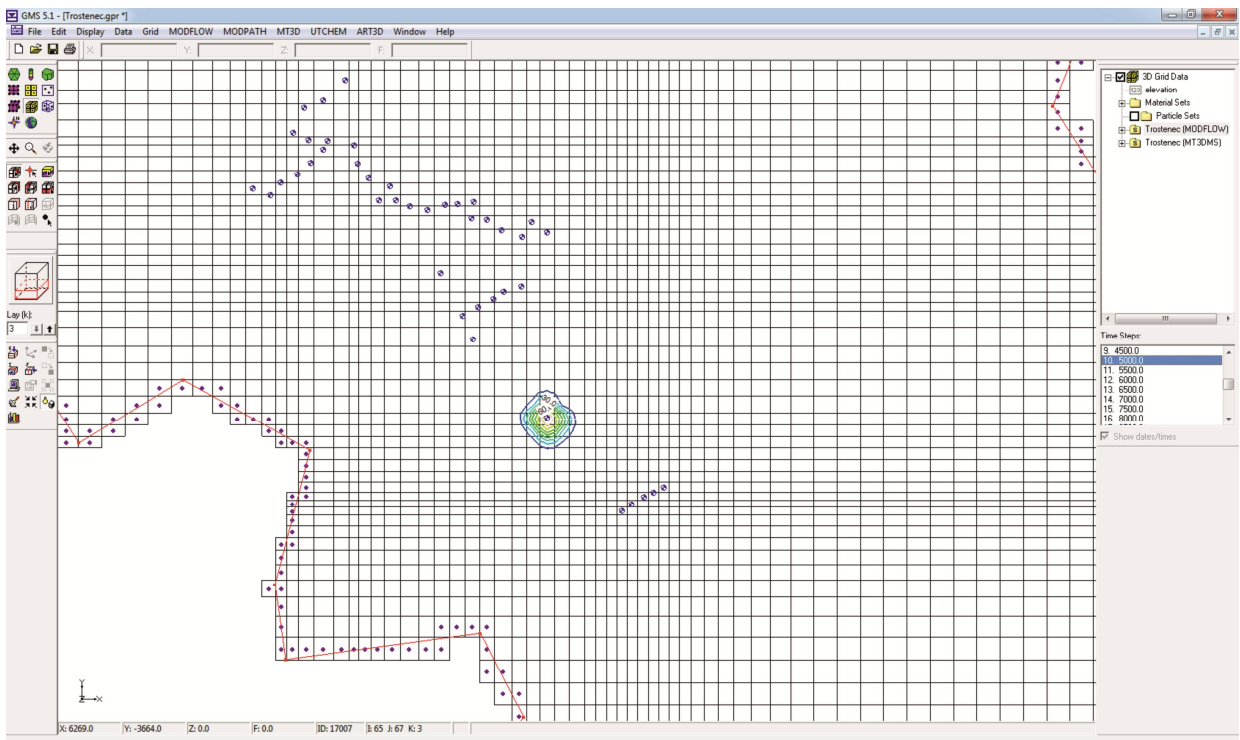 GMS 5.1 - [Trostenec.gpr *]
File Edit Display Data Grid MODFLOW MODPATH MT3D UTCHEM ART3D Window Help
X: Y: Z: F:
3D Grid Data
elevation
Material Sets
Particle Sets
Trostenec (MODFLOW)
Trostenec (MT3DMS)
Lay (k):
3
Time Steps:
9. 4500.0
10. 5000.0
11. 5500.0
12. 6000.0
13. 6500.0
14. 7000.0
15. 7500.0
16. 8000.0
Show dates/times
30.0
Y
Z X
X: 6269.0 Y: -3664.0 Z: 0.0 F: 0.0 ID: 17007 I: 65 J: 67 K: 3